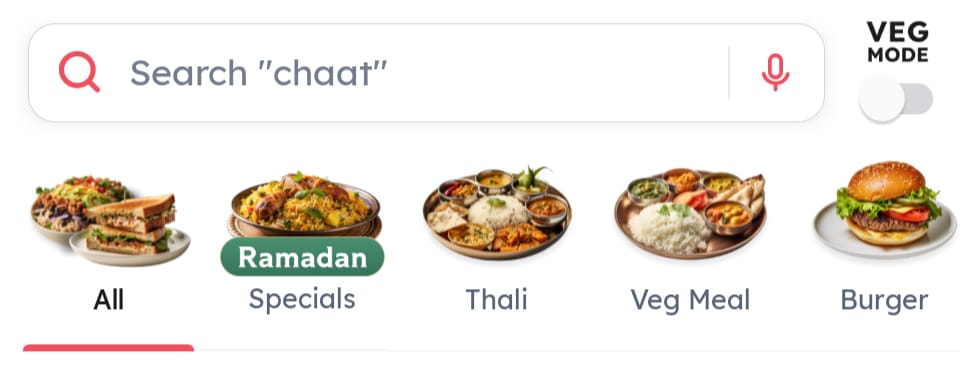 Search "chaat"
VEG
MODE
All
Ramadan
Specials
Thali
Veg Meal
Burger